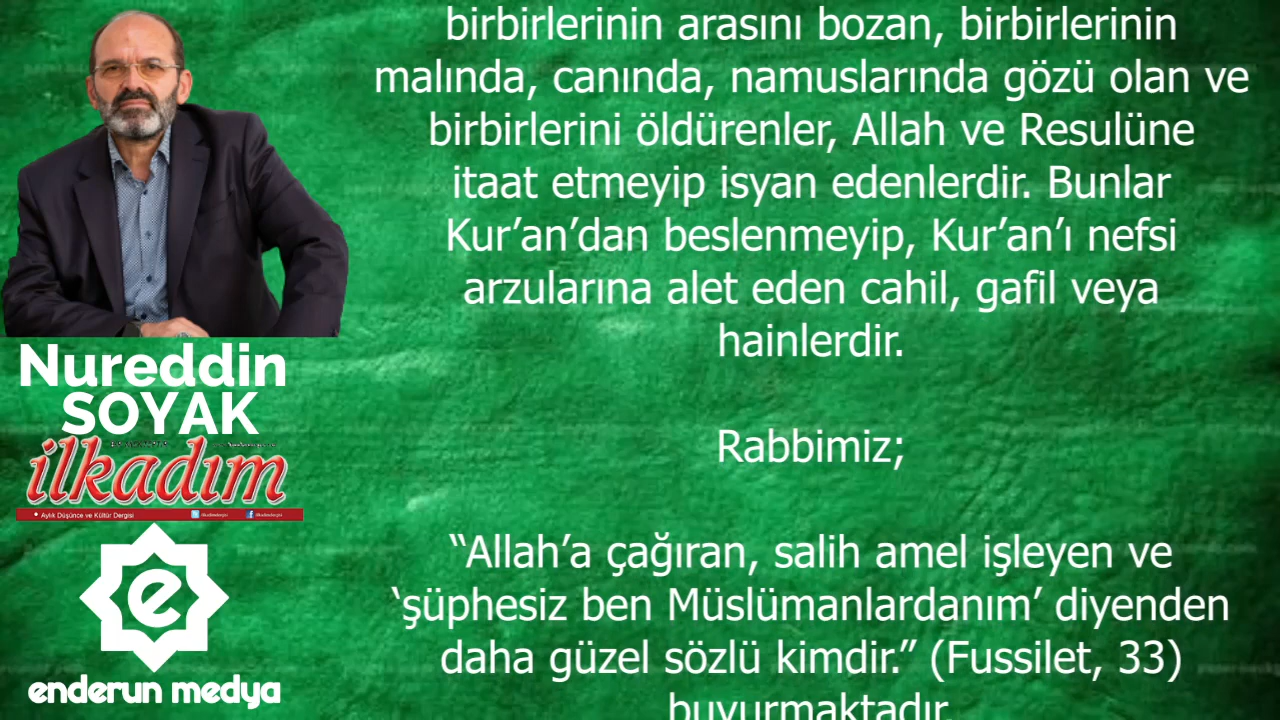 birbirlerinin arasını bozan, birbirlerinin
malında, canında, namuslarında gözü olan ve
birbirlerini öldürenler, Allah ve Resulüne
itaat etmeyip isyan edenlerdir. Bunlar
Kur’an’dan beslenmeyip, Kur’an’ı nefsi
arzularına alet eden cahil, gafil veya
hainlerdir.
Rabbimiz;
“Allah’a çağıran, salih amel işleyen ve
‘şüphesiz ben Müslümanlardanım’ diyenden
daha güzel sözlü kimdir.” (Fussilet, 33)
buyurmaktadır.
Nureddin
SOYAK
ilkadım
Aylık Düşünce ve Kültür Dergisi
e
enderun medya